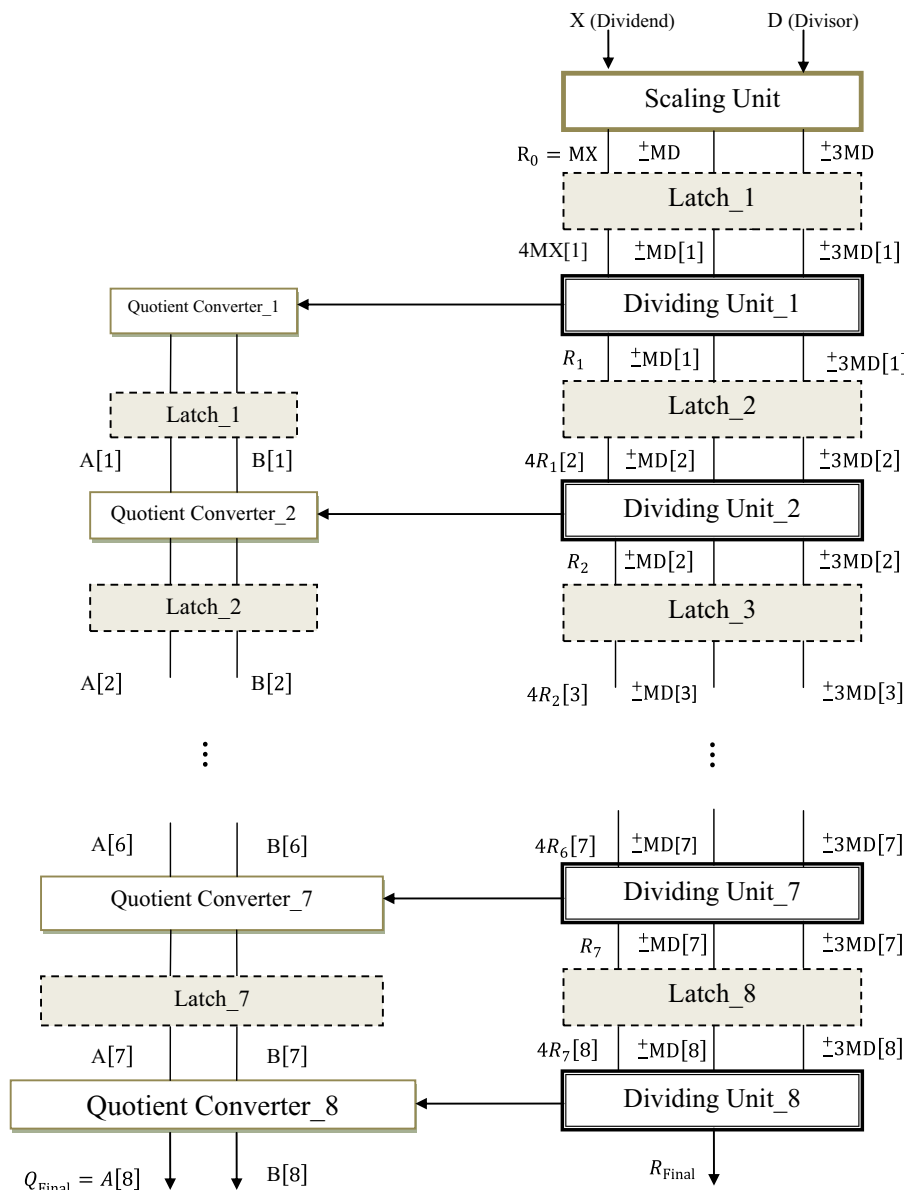 X (Dividend) D (Divisor)
Scaling Unit
R₀ = MX ±MD ±3MD
Latch_1
4MX[1] ±MD[1] ±3MD[1]
Quotient Converter_1 Dividing Unit_1
R₁ ±MD[1] ±3MD[1]
Latch_1 Latch_2
A[1] B[1] 4R₁[2] ±MD[2] ±3MD[2]
Quotient Converter_2 Dividing Unit_2
R₂ ±MD[2] ±3MD[2]
Latch_2 Latch_3
A[2] B[2] 4R₂[3] ±MD[3] ±3MD[3]
⋮ ⋮
A[6] B[6] 4R₆[7] ±MD[7] ±3MD[7]
Quotient Converter_7 Dividing Unit_7
R₇ ±MD[7] ±3MD[7]
Latch_7 Latch_8
A[7] B[7] 4R₇[8] ±MD[8] ±3MD[8]
Quotient Converter_8 Dividing Unit_8
Q_Final = A[8] B[8] R_Final